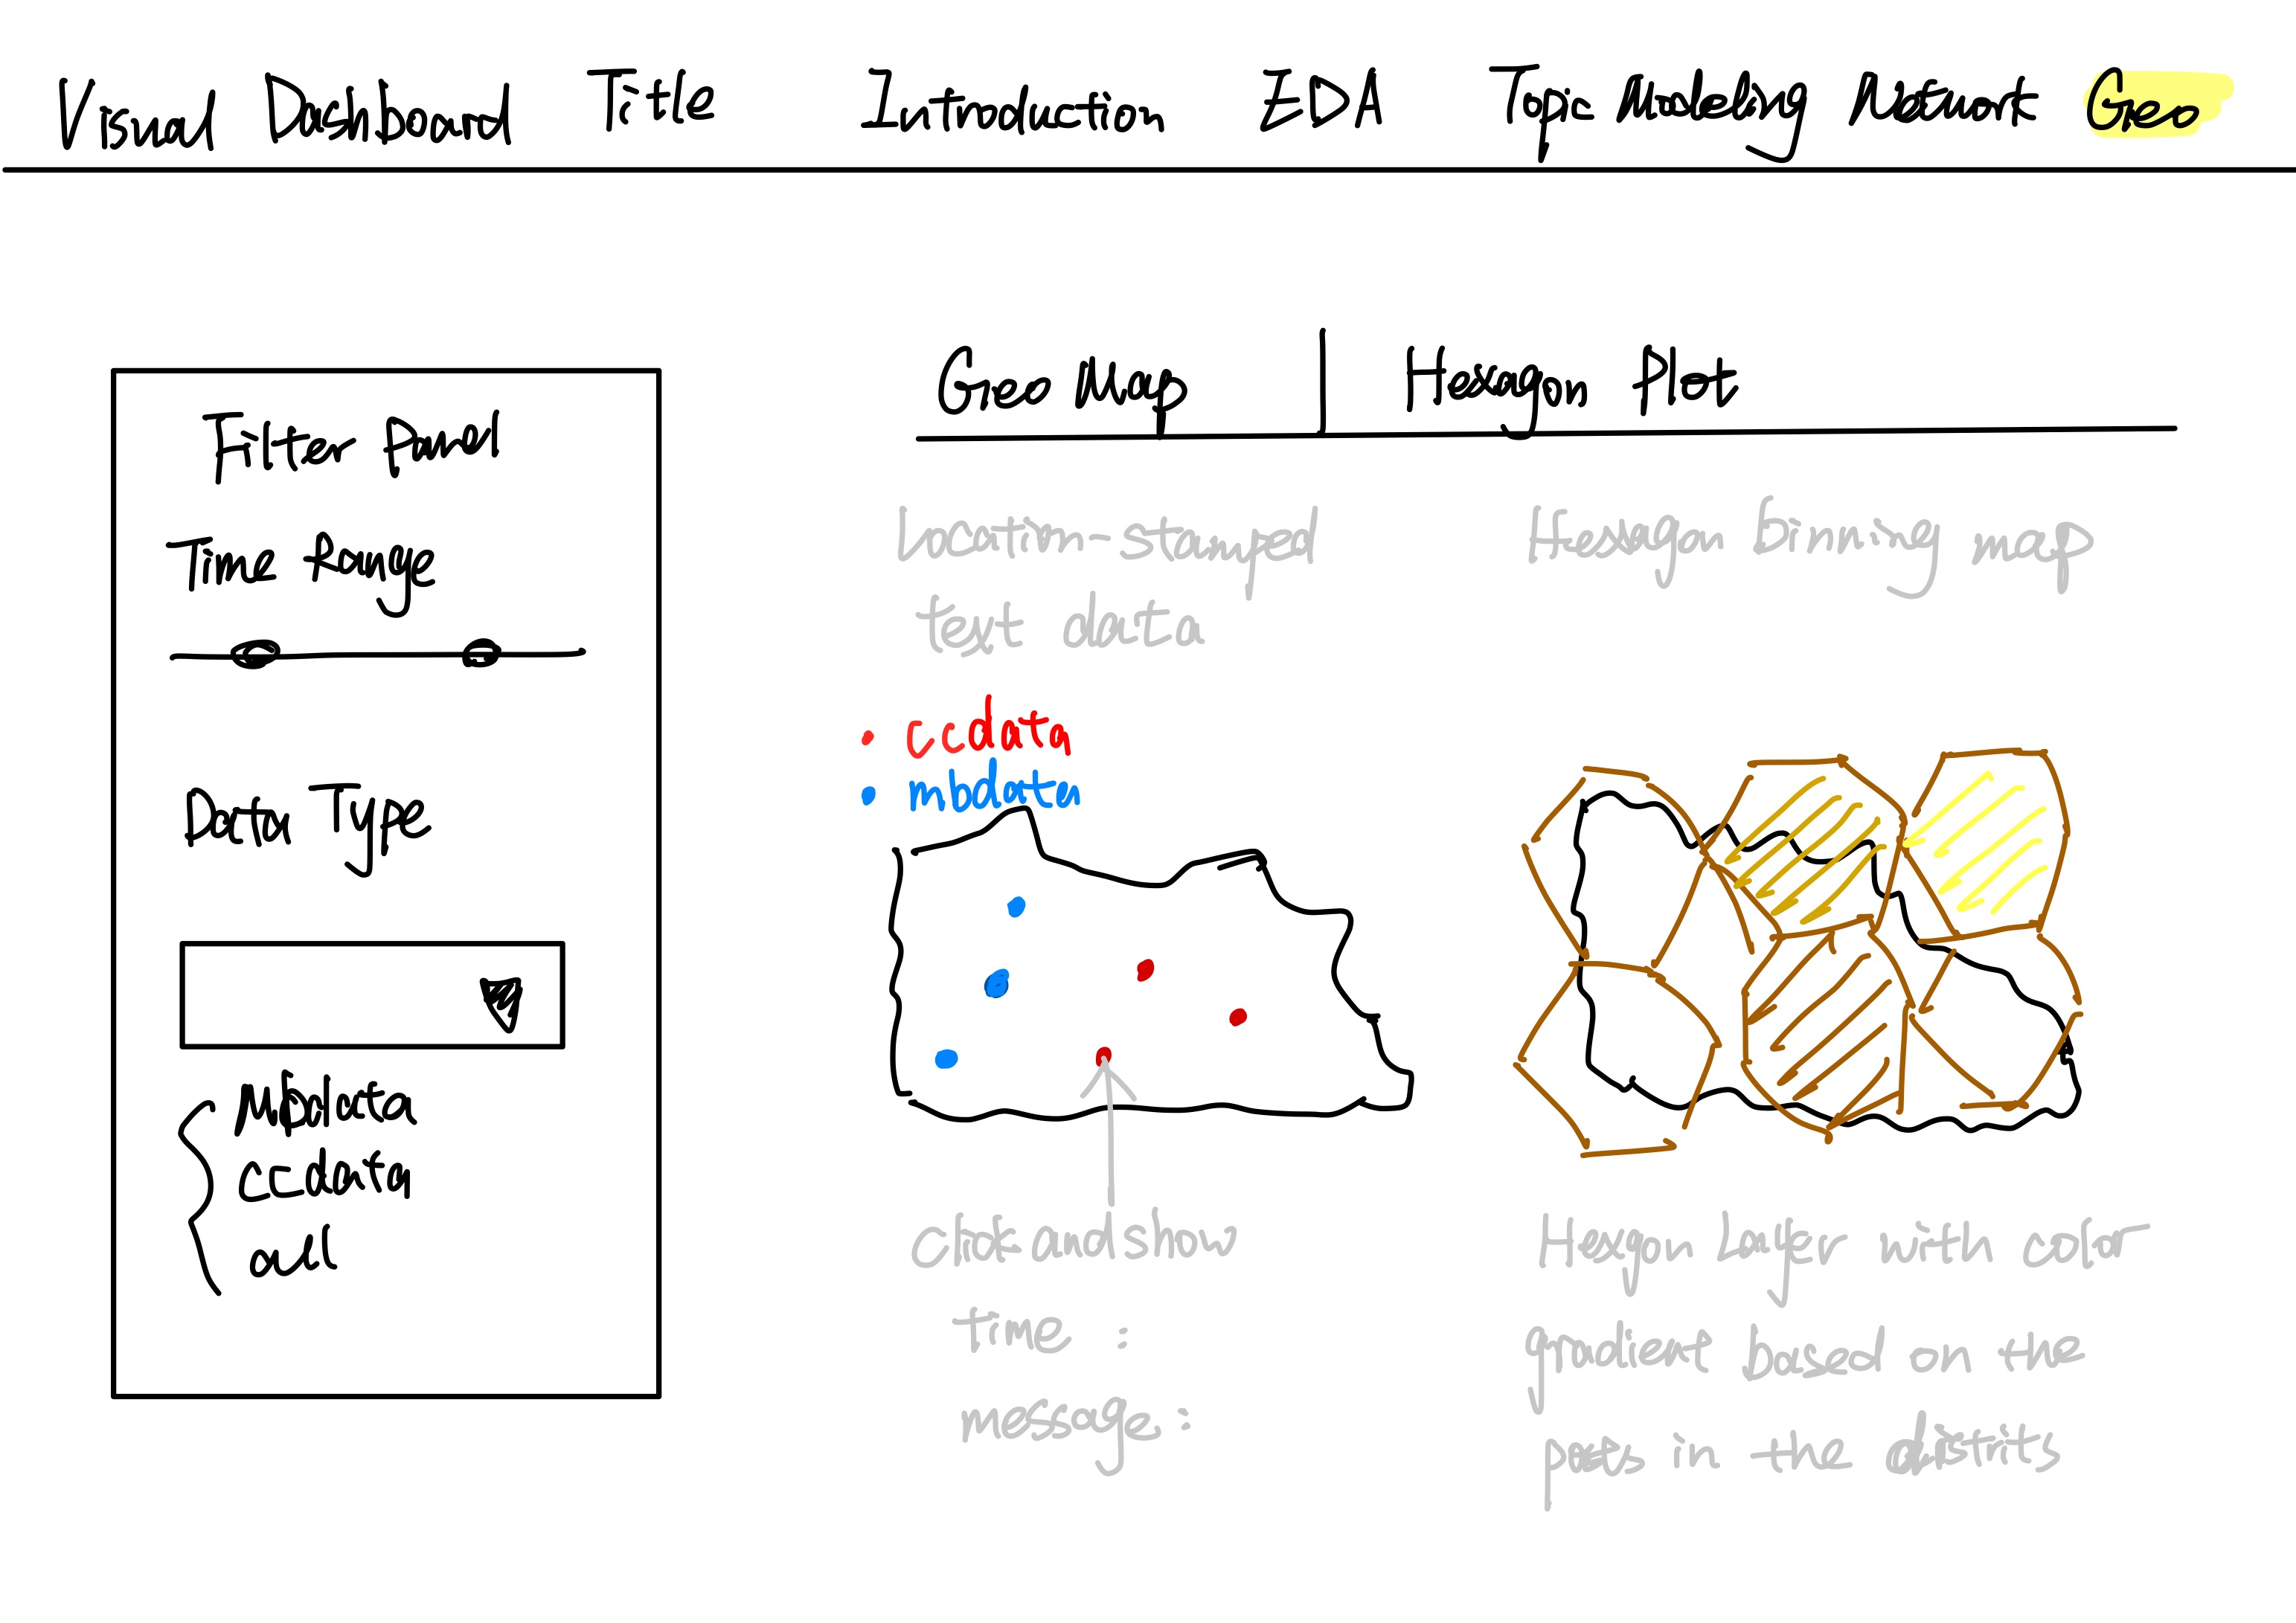 Visual Dashboard Title Introduction EDA Topic Modeling Network Geo
Filter Panel
Time Range
Data Type
Mbdata
ccdata
all
Geo Map | Hexagon Plot
location-stamped
text data
ccdata
mbdata
click and show
time :
message :
Hexagon binning map
Hexgon Layer with color
gradient based on the
posts in the distrits